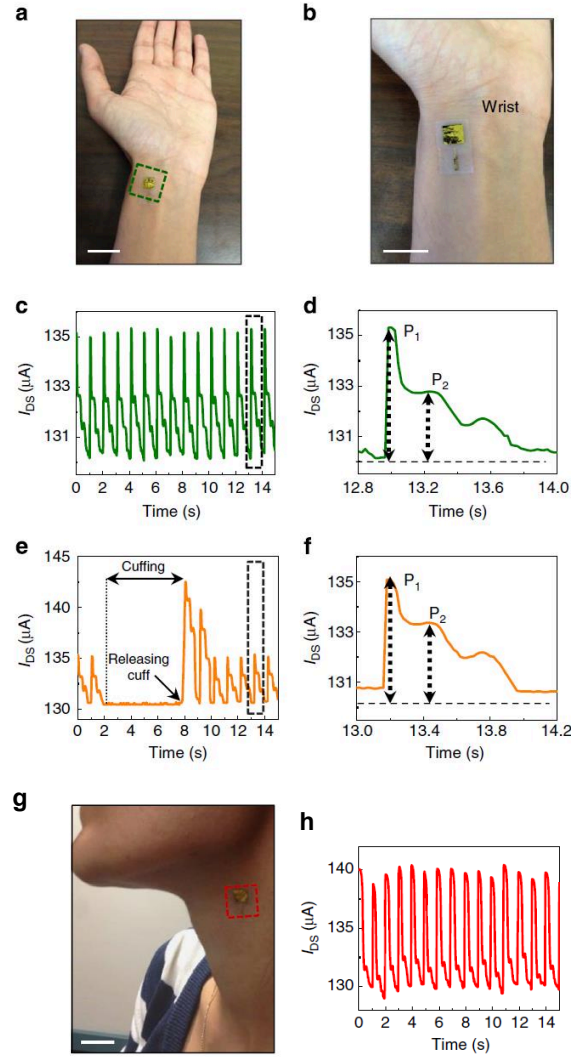 a
b
Wrist
c
135
133
131
I_DS (μA)
0 2 4 6 8 10 12 14
Time (s)
d
135
133
131
I_DS (μA)
P1
P2
12.8 13.2 13.6 14.0
Time (s)
e
145
140
135
130
I_DS (μA)
Cuffing
Releasing
cuff
0 2 4 6 8 10 12 14
Time (s)
f
135
133
131
I_DS (μA)
P1
P2
13.0 13.4 13.8 14.2
Time (s)
g
h
140
135
130
I_DS (μA)
0 2 4 6 8 10 12 14
Time (s)